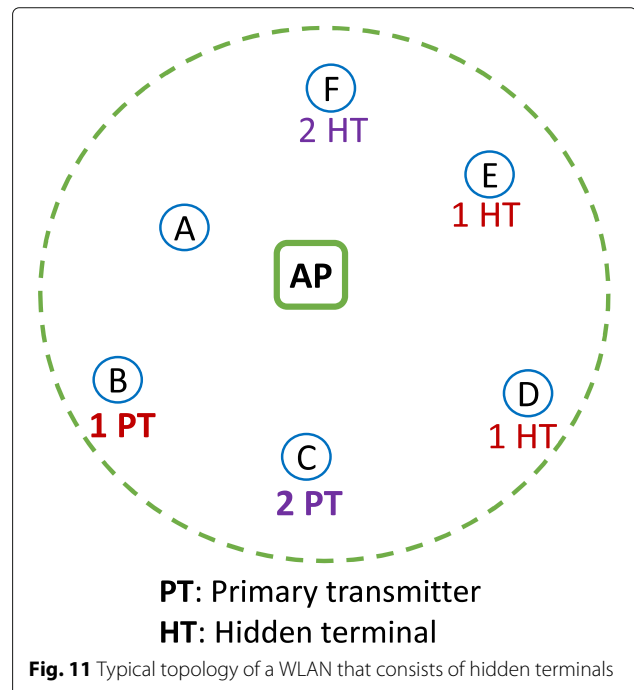 F
2 HT
E
1 HT
A
AP
B
1 PT
D
1 HT
C
2 PT
PT: Primary transmitter
HT: Hidden terminal
Fig. 11 Typical topology of a WLAN that consists of hidden terminals